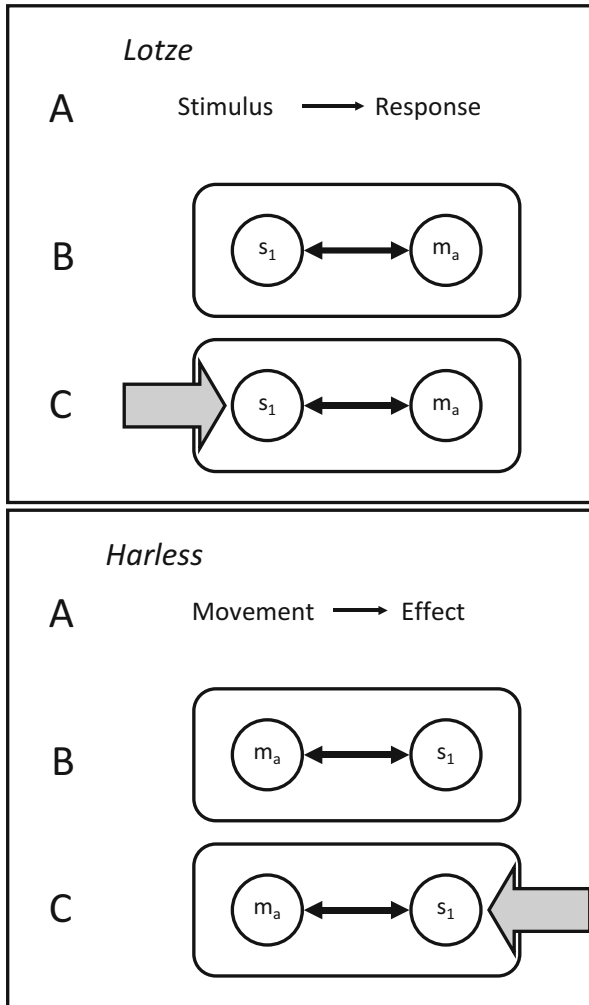 Lotze
A Stimulus Response
B s₁ mₐ
C s₁ mₐ
Harless
A Movement Effect
B mₐ s₁
C mₐ s₁